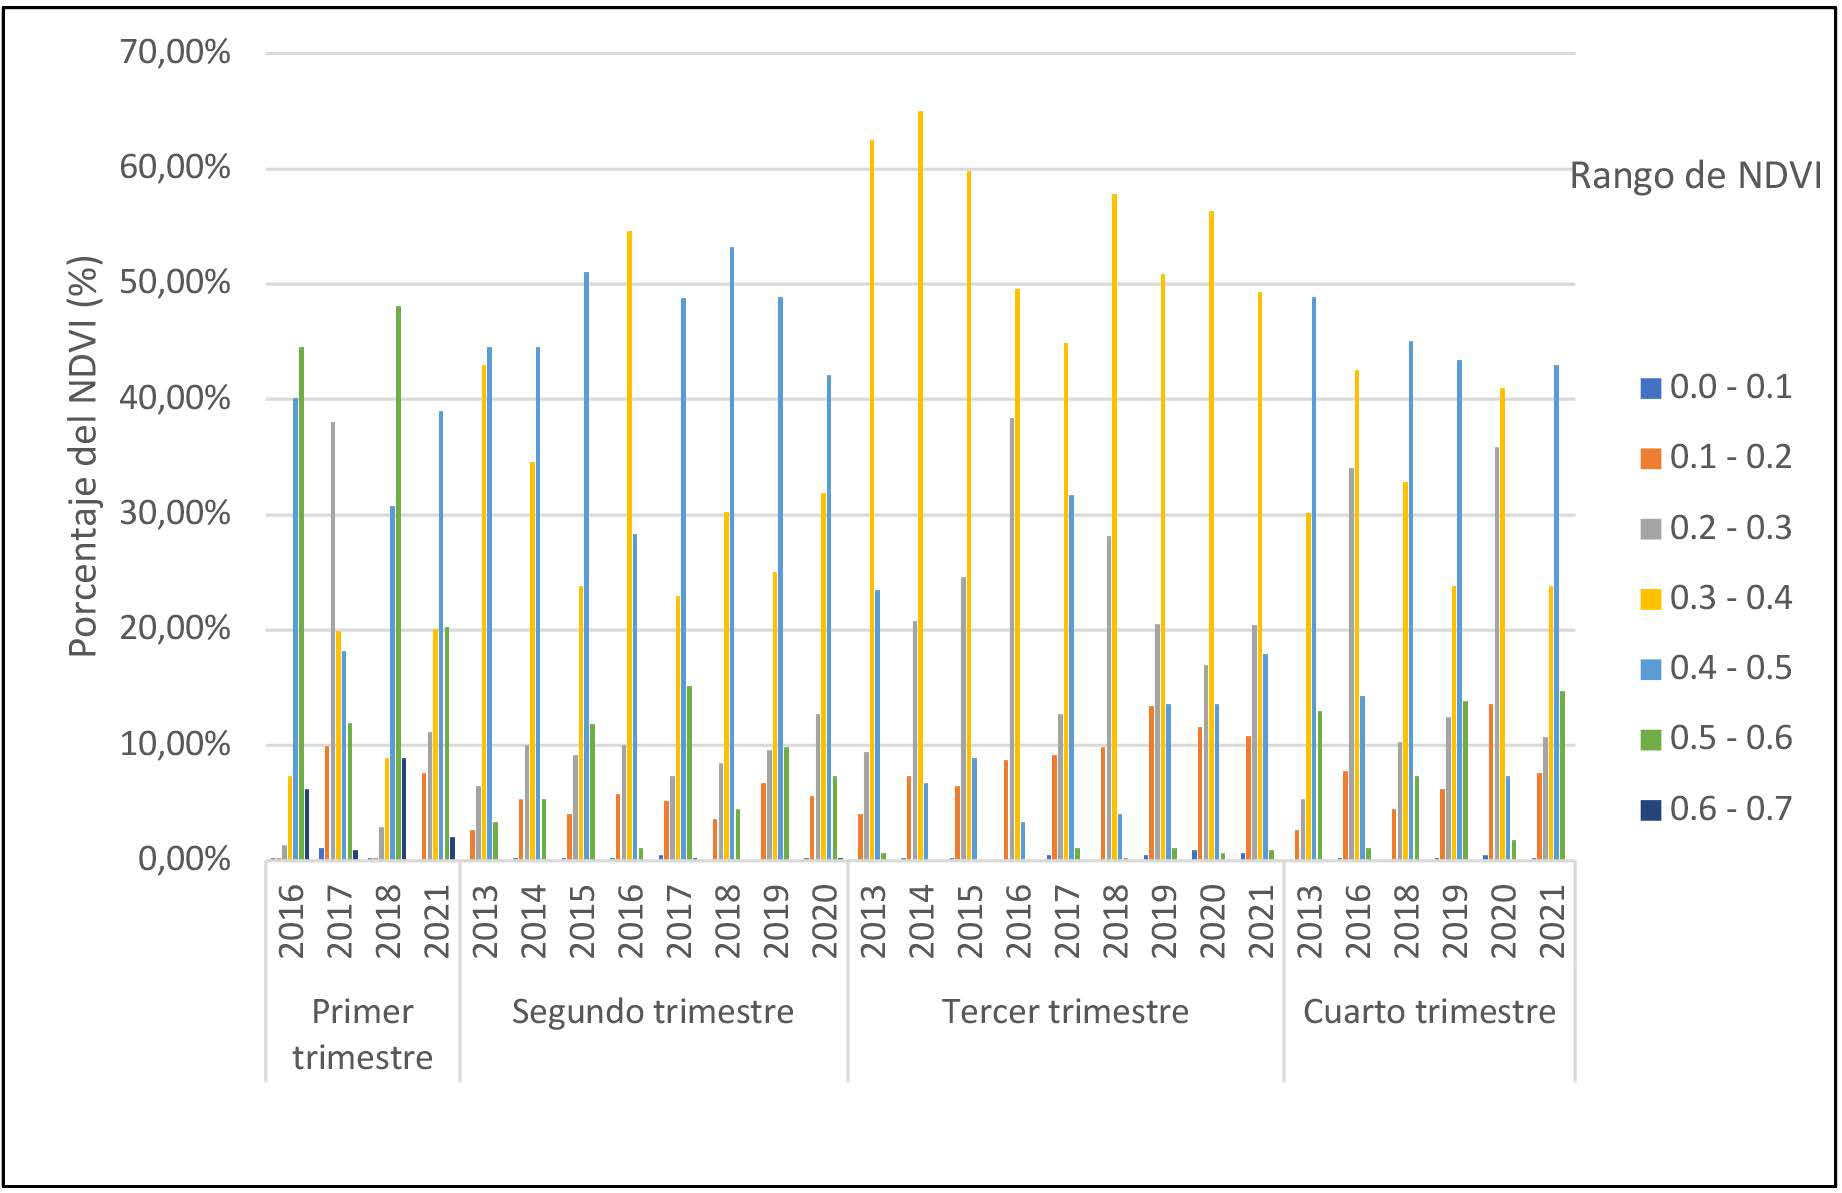 70,00%
60,00%
50,00%
40,00%
30,00%
20,00%
10,00%
0,00%
Porcentaje del NDVI (%)
2016 2017 2018 2021 2013 2014 2015 2016 2017 2018 2019 2020 2013 2014 2015 2016 2017 2018 2019 2020 2021 2013 2016 2018 2019 2020 2021
Primer trimestre
Segundo trimestre
Tercer trimestre
Cuarto trimestre
Rango de NDVI
0.0 - 0.1
0.1 - 0.2
0.2 - 0.3
0.3 - 0.4
0.4 - 0.5
0.5 - 0.6
0.6 - 0.7